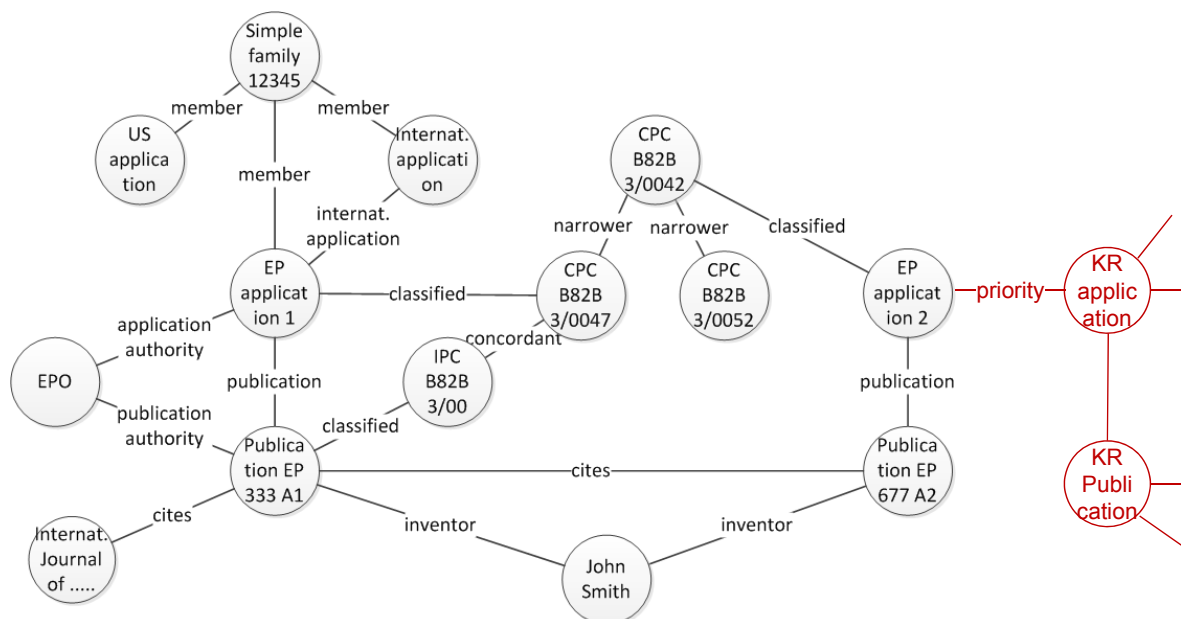 Simple
family
12345
member
member
US
applica
tion
Internat.
applicati
on
member
CPC
B82B
3/0042
internat.
application
narrower
narrower
classified
EP
applicat
ion 1
classified
CPC
B82B
3/0047
CPC
B82B
3/0052
EP
applicat
ion 2
priority
KR
applic
ation
application
authority
concordant
EPO
publication
IPC
B82B
3/00
publication
publication
authority
classified
Publica
tion EP
333 A1
cites
Publica
tion EP
677 A2
KR
Publi
cation
cites
inventor
inventor
Internat.
Journal
of .....
John
Smith